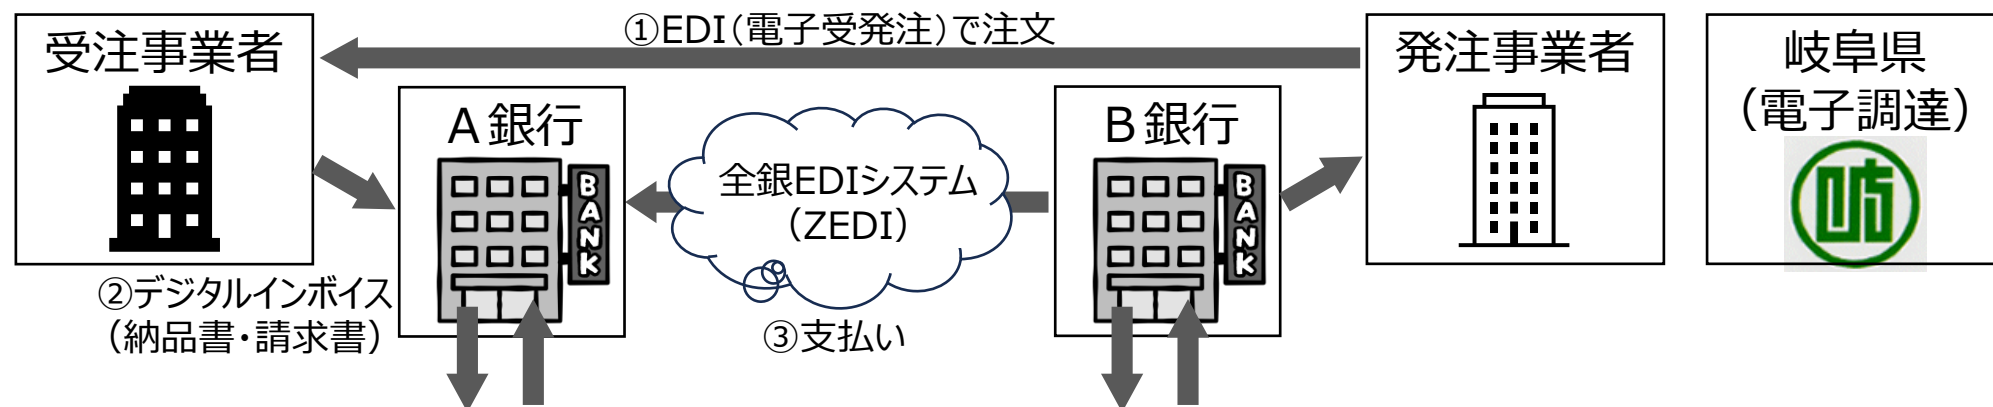 ①EDI（電子受発注）で注文
受注事業者
発注事業者
岐阜県
（電子調達）
A銀行
BANK
全銀EDIシステム
（ZEDI）
B銀行
BANK
②デジタルインボイス
（納品書・請求書）
③支払い